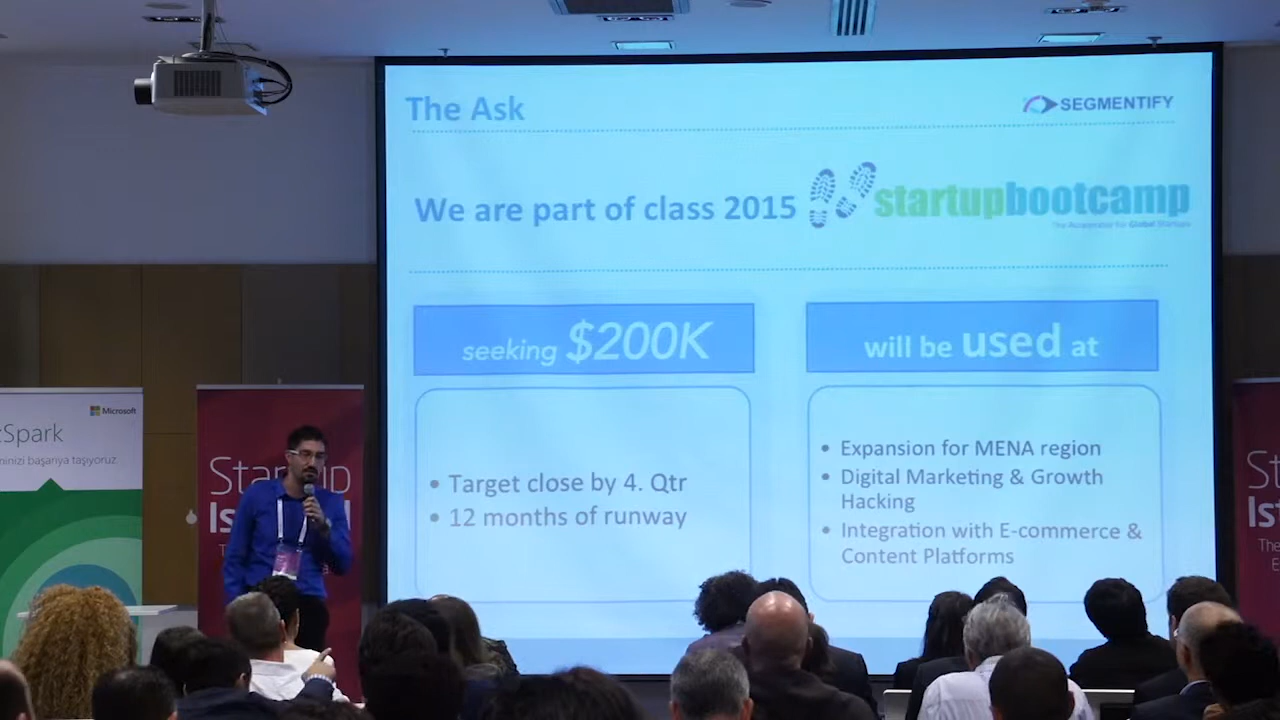 The Ask
SEGMENTIFY
We are part of class 2015
startupbootcamp
The Accelerator for Global Startups
seeking $200K
will be used at
• Target close by 4. Qtr
• 12 months of runway
• Expansion for MENA region
• Digital Marketing & Growth
Hacking
• Integration with E-commerce &
Content Platforms
Microsoft
Spark
başarıya taşıyoruz
Startup
Is
St
Ist